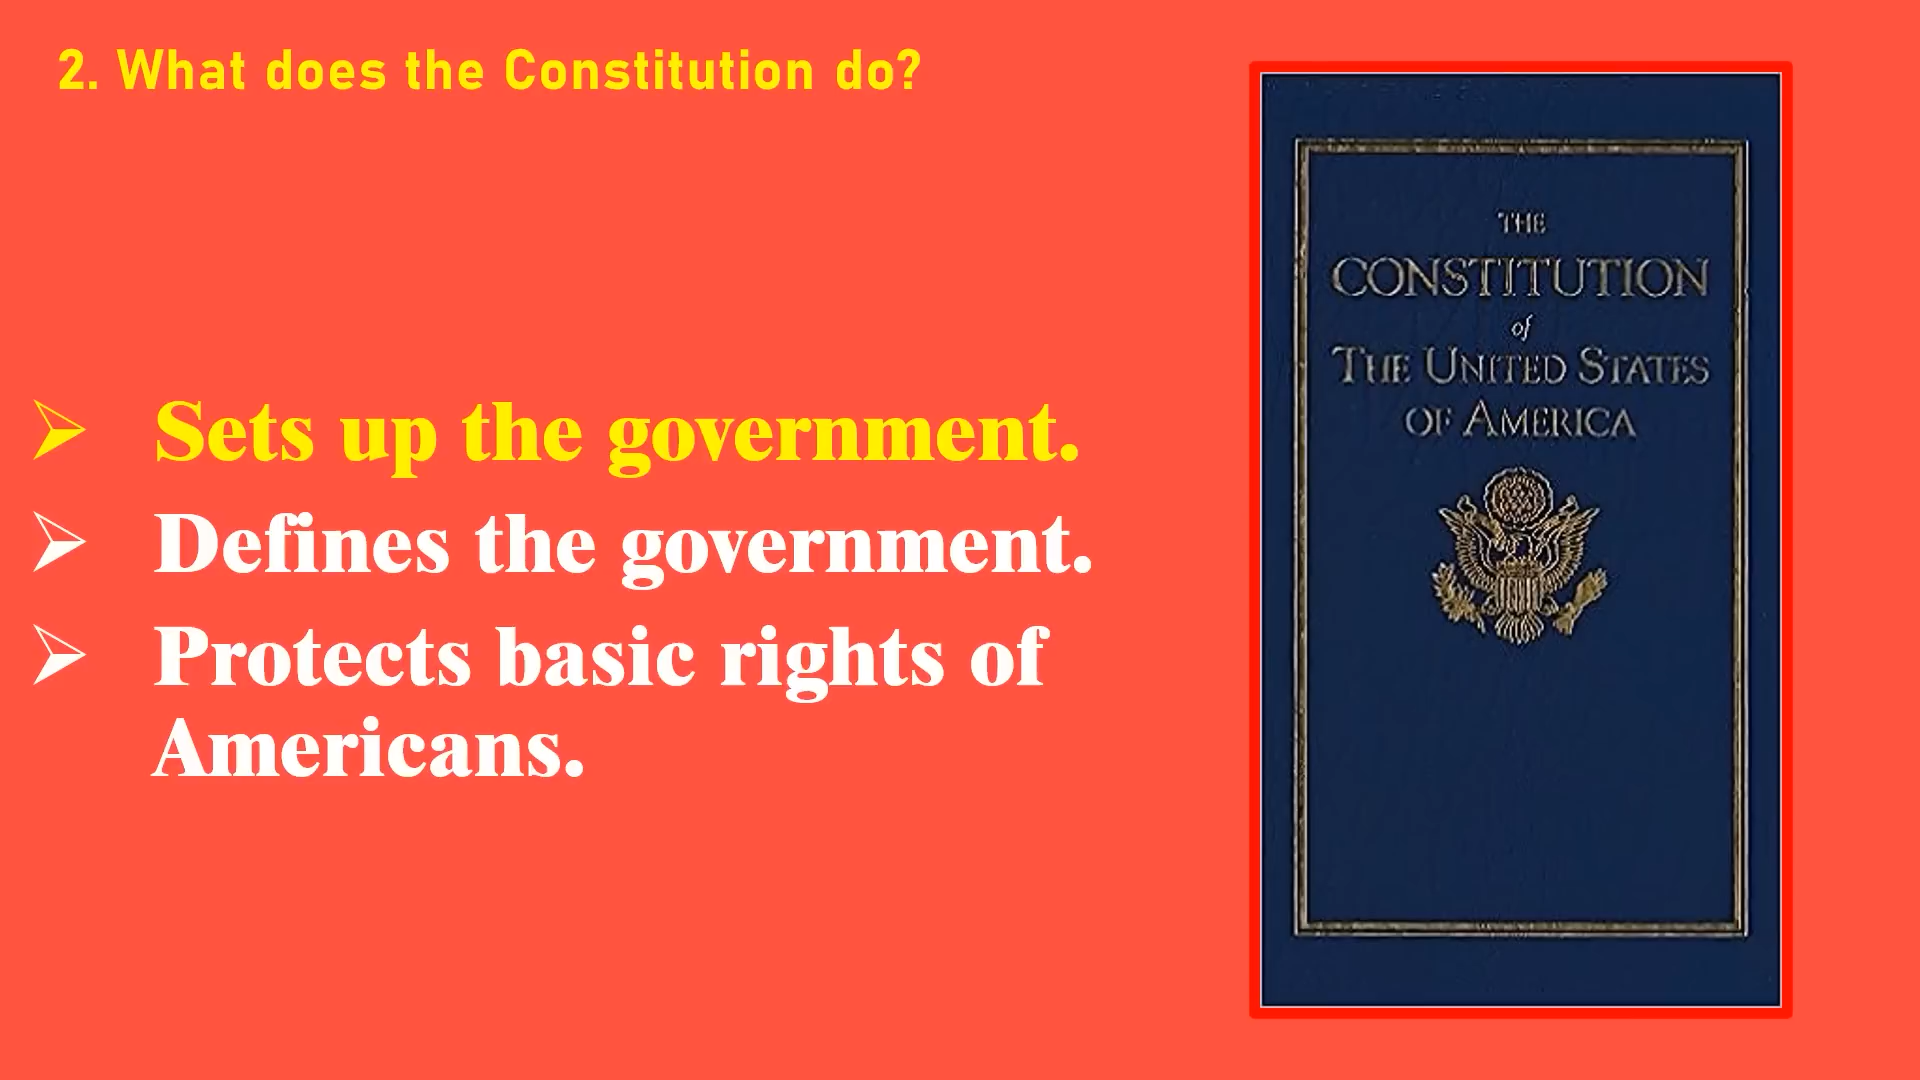 2. What does the Constitution do?
➢ Sets up the government.
➢ Defines the government.
➢ Protects basic rights of
Americans.
THE
CONSTITUTION
of
THE UNITED STATES
OF AMERICA